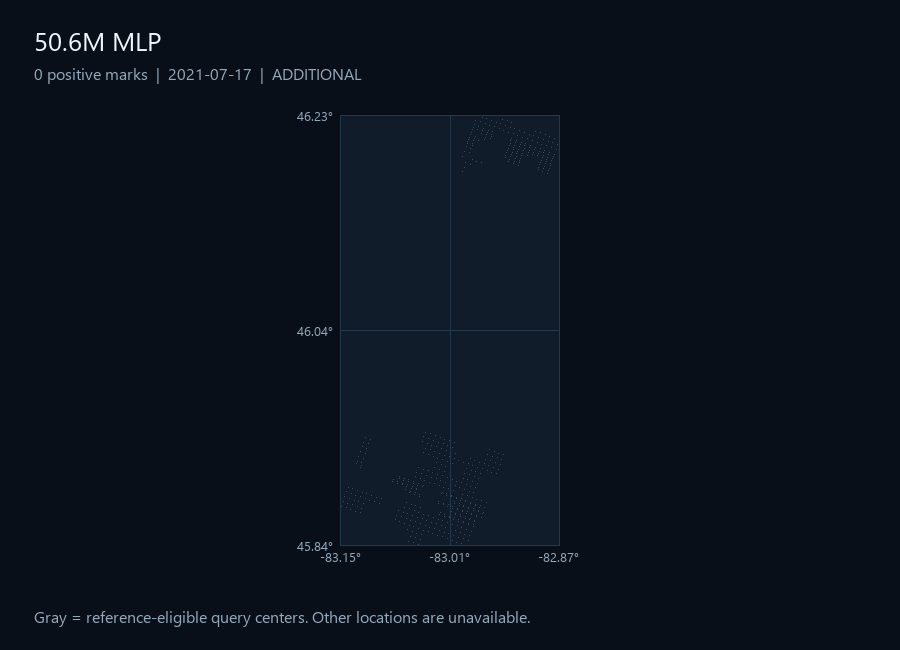 50.6M MLP
0 positive marks | 2021-07-17 | ADDITIONAL
46.23°
46.04°
45.84°
-83.15° -83.01° -82.87°
Gray = reference-eligible query centers. Other locations are unavailable.